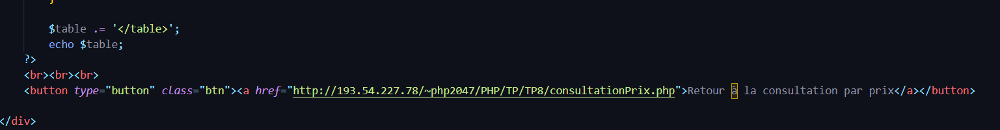 }
$table .= '</table>';
echo $table;
?>
<br><br><br>
<button type="button" class="btn"><a href="http://193.54.227.78/~php2047/PHP/TP/TP8/consultationPrix.php">Retour à la consultation par prix</a></button>
</div>